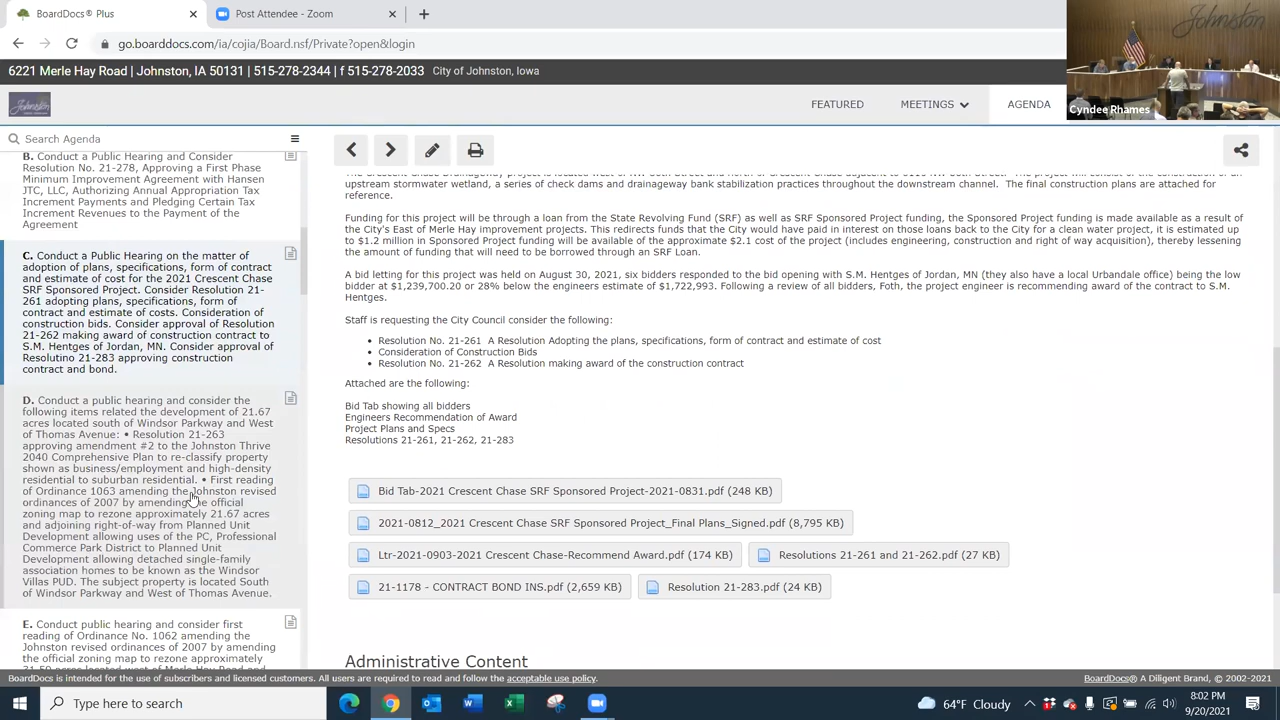 BoardDocs® Plus
Post Attendee - Zoom
go.boarddocs.com/ia/cojia/Board.nsf/Private?open&login
Johnston
Cyndee Rhames
6221 Merle Hay Road | Johnston, IA 50131 | 515-278-2344 | f 515-278-2033 City of Johnston, Iowa
Johnston
FEATURED
MEETINGS
AGENDA
Search Agenda
B. Conduct a Public Hearing and Consider
Resolution No. 21-278, Approving a First Phase
Minimum Improvement Agreement with Hansen
JTC, LLC, Authorizing Annual Appropriation Tax
Increment Payments and Pledging Certain Tax
Increment Revenues to the Payment of the
Agreement
C. Conduct a Public Hearing on the matter of
adoption of plans, specifications, form of contract
and estimate of cost for the 2021 Crescent Chase
SRF Sponsored Project. Consider Resolution 21-
261 adopting plans, specifications, form of
contract and estimate of costs. Consideration of
construction bids. Consider approval of Resolution
21-262 making award of construction contract to
S.M. Hentges of Jordan, MN. Consider approval of
Resolutino 21-283 approving construction
contract and bond.
D. Conduct a public hearing and consider the
following items related the development of 21.67
acres located south of Windsor Parkway and West
of Thomas Avenue: • Resolution 21-263
approving amendment #2 to the Johnston Thrive
2040 Comprehensive Plan to re-classify property
shown as business/employment and high-density
residential to suburban residential. • First reading
of Ordinance 1063 amending the Johnston revised
ordinances of 2007 by amending the official
zoning map to rezone approximately 21.67 acres
and adjoining right-of-way from Planned Unit
Development allowing uses of the PC, Professional
Commerce Park District to Planned Unit
Development allowing detached single-family
association homes to be known as the Windsor
Villas PUD. The subject property is located South
of Windsor Parkway and West of Thomas Avenue.
E. Conduct public hearing and consider first
reading of Ordinance No. 1062 amending the
Johnston revised ordinances of 2007 by amending
the official zoning map to rezone approximately
upstream stormwater wetland, a series of check dams and drainageway bank stabilization practices throughout the downstream channel. The final construction plans are attached for
reference.
Funding for this project will be through a loan from the State Revolving Fund (SRF) as well as SRF Sponsored Project funding, the Sponsored Project funding is made available as a result of
the City's East of Merle Hay improvement projects. This redirects funds that the City would have paid in interest on those loans back to the City for a clean water project, it is estimated up
to $1.2 million in Sponsored Project funding will be available of the approximate $2.1 cost of the project (includes engineering, construction and right of way acquisition), thereby lessening
the amount of funding that will need to be borrowed through an SRF Loan.
A bid letting for this project was held on August 30, 2021, six bidders responded to the bid opening with S.M. Hentges of Jordan, MN (they also have a local Urbandale office) being the low
bidder at $1,239,700.20 or 28% below the engineers estimate of $1,722,993. Following a review of all bidders, Foth, the project engineer is recommending award of the contract to S.M.
Hentges.
Staff is requesting the City Council consider the following:
• Resolution No. 21-261 A Resolution Adopting the plans, specifications, form of contract and estimate of cost
• Consideration of Construction Bids
• Resolution No. 21-262 A Resolution making award of the construction contract
Attached are the following:
Bid Tab showing all bidders
Engineers Recommendation of Award
Project Plans and Specs
Resolutions 21-261, 21-262, 21-283
Bid Tab-2021 Crescent Chase SRF Sponsored Project-2021-0831.pdf (248 KB)
2021-0812_2021 Crescent Chase SRF Sponsored Project_Final Plans_Signed.pdf (8,795 KB)
Ltr-2021-0903-2021 Crescent Chase-Recommend Award.pdf (174 KB)
Resolutions 21-261 and 21-262.pdf (27 KB)
21-1178 - CONTRACT BOND INS.pdf (2,659 KB)
Resolution 21-283.pdf (24 KB)
Administrative Content
BoardDocs is intended for the use of subscribers and licensed customers. All users are required to read and follow the acceptable use policy.
BoardDocs® A Diligent Brand, © 2002-2021
Type here to search
64°F Cloudy
8:02 PM
9/20/2021